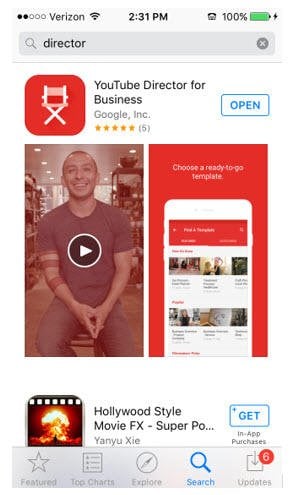 Verizon 2:31 PM 100%
director
YouTube Director for
Business
Google, Inc.
(5)
OPEN
Choose a ready-to-go
template.
Find A Template
Hollywood Style
Movie FX - Super Po...
Yanyu Xie
GET
In-App
Purchases
6
Featured Top Charts Explore Search Updates